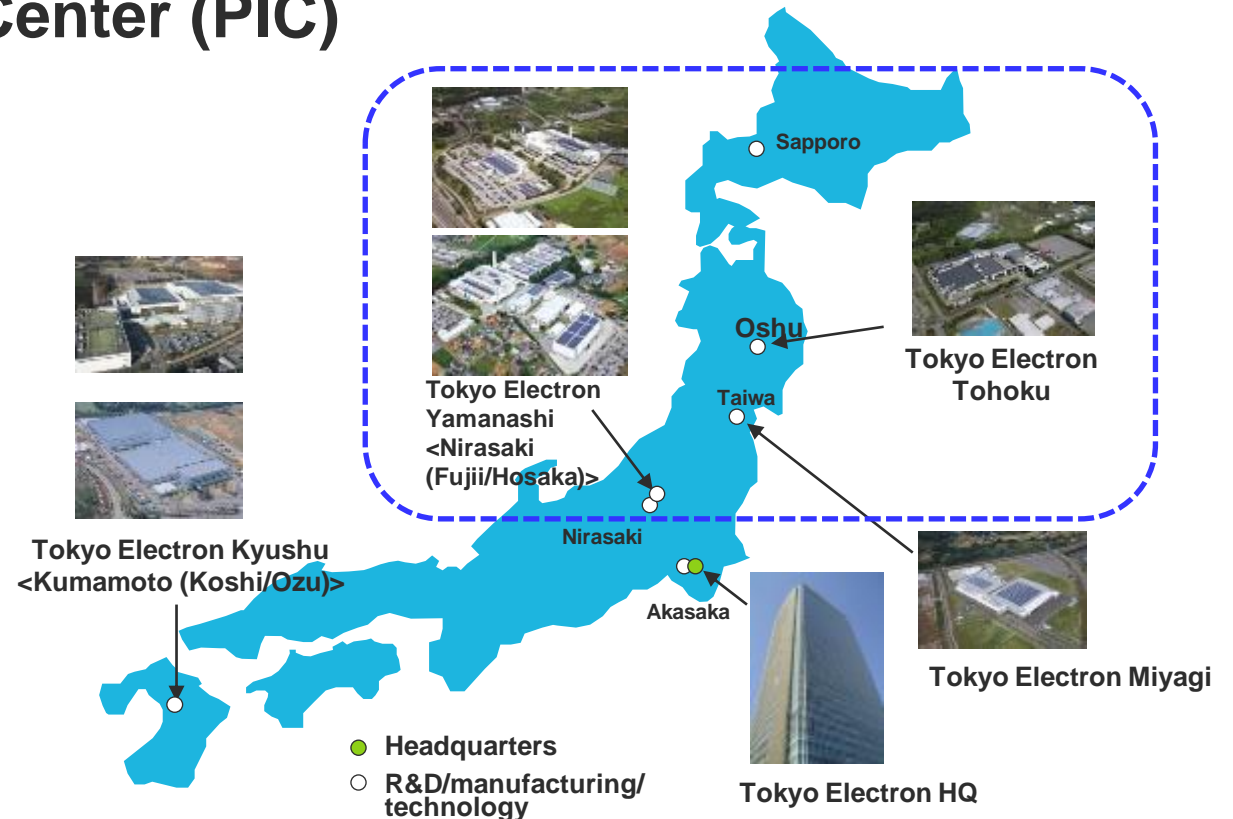 Center (PIC)
Sapporo
Oshu
Tokyo Electron
Tohoku
Tokyo Electron
Yamanashi
<Nirasaki
(Fujii/Hosaka)>
Taiwa
Nirasaki
Tokyo Electron Kyushu
<Kumamoto (Koshi/Ozu)>
Akasaka
Tokyo Electron Miyagi
Headquarters
R&D/manufacturing/
technology
Tokyo Electron HQ